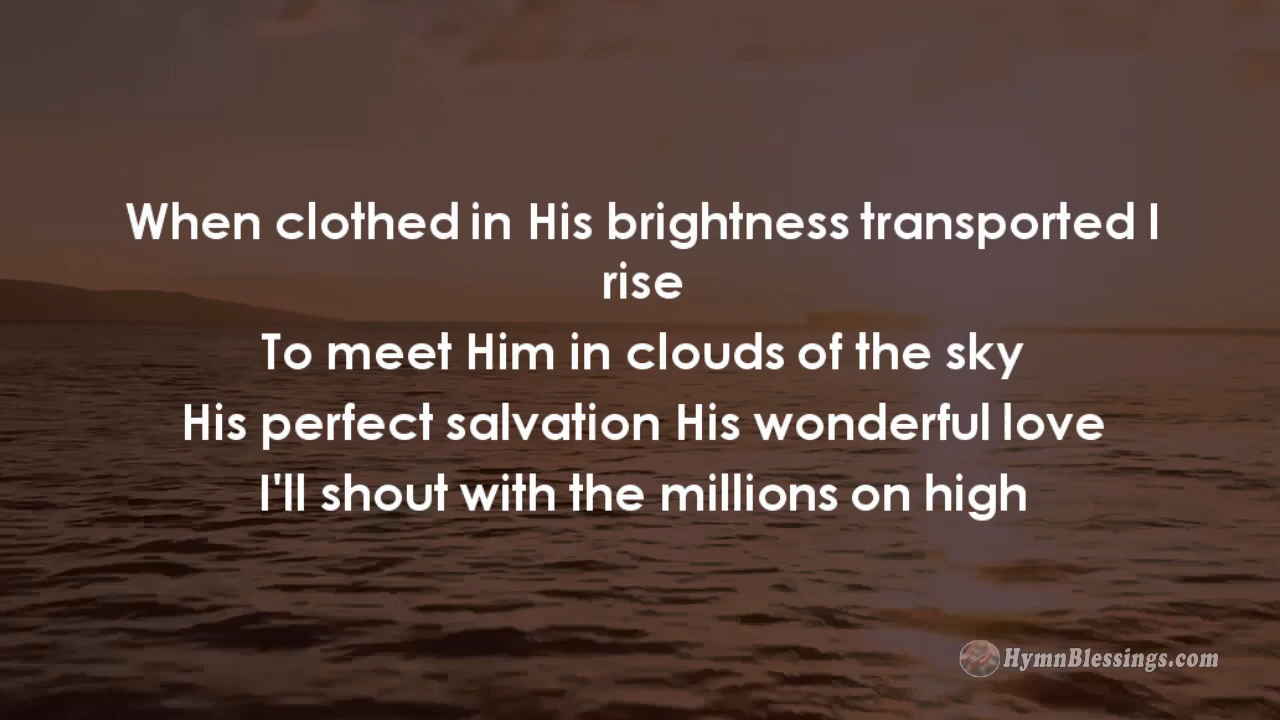 When clothed in His brightness transported I
rise
To meet Him in clouds of the sky
His perfect salvation His wonderful love
I'll shout with the millions on high
HymnBlessings.com